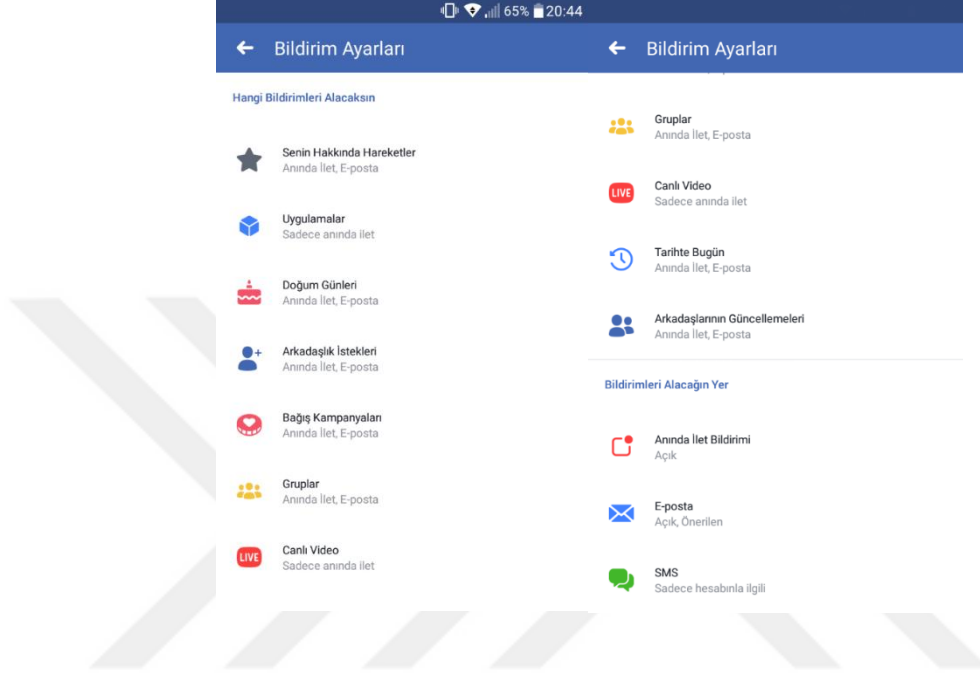 65% 20:44
Bildirim Ayarları
Hangi Bildirimleri Alacaksın
Senin Hakkında Hareketler
Anında İlet, E-posta
Uygulamalar
Sadece anında ilet
Doğum Günleri
Anında İlet, E-posta
Arkadaşlık İstekleri
Anında İlet, E-posta
Bağış Kampanyaları
Anında İlet, E-posta
Gruplar
Anında İlet, E-posta
LIVE
Canlı Video
Sadece anında ilet
Bildirim Ayarları
Gruplar
Anında İlet, E-posta
LIVE
Canlı Video
Sadece anında ilet
Tarihte Bugün
Anında İlet, E-posta
Arkadaşlarının Güncellemeleri
Anında İlet, E-posta
Bildirimleri Alacağın Yer
Anında İlet Bildirimi
Açık
E-posta
Açık, Önerilen
SMS
Sadece hesabınla ilgili